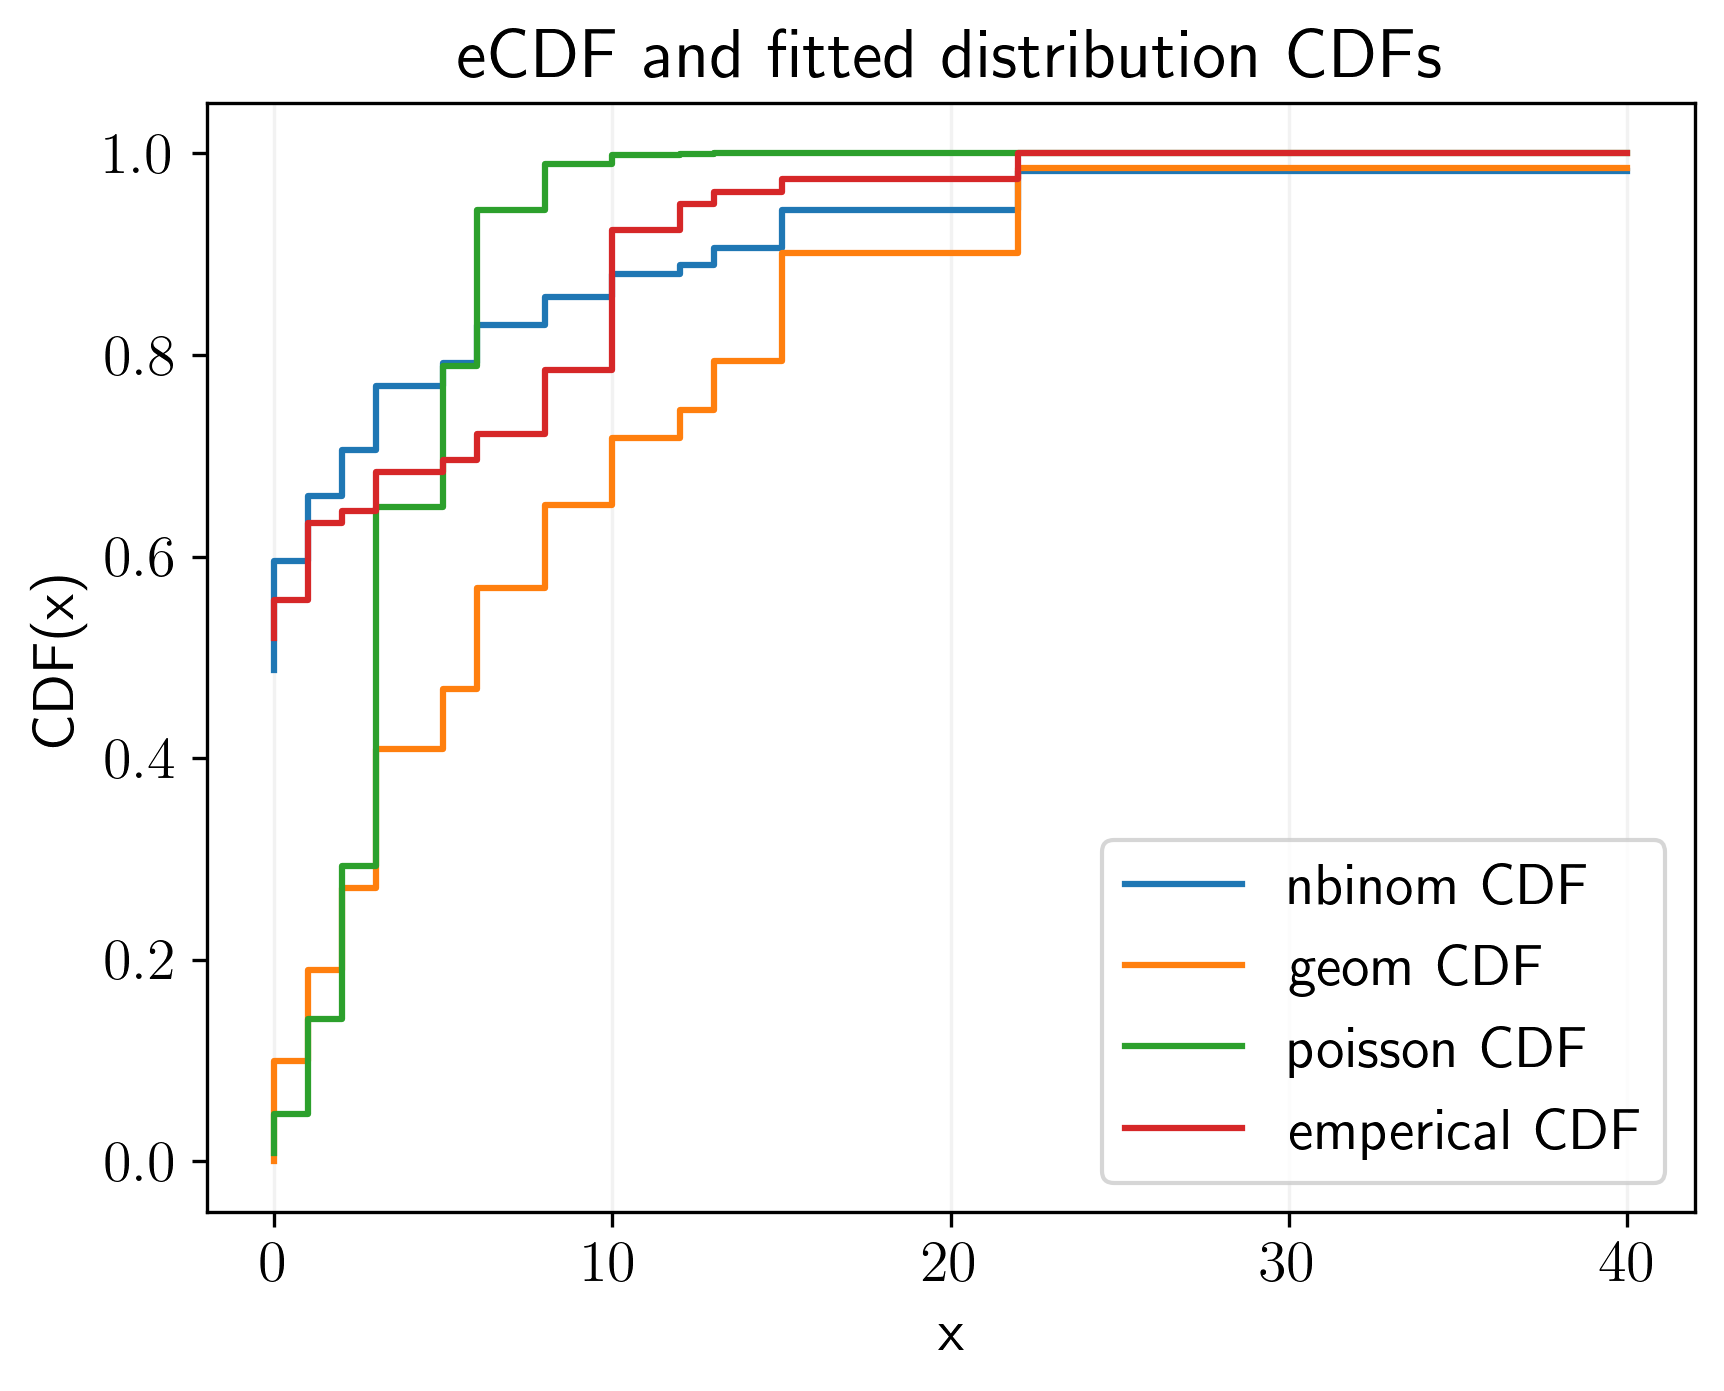 eCDF and fitted distribution CDFs
1.0
0.8
0.6
0.4
0.2
0.0
CDF(x)
0 10 20 30 40
x
nbinom CDF
geom CDF
poisson CDF
emperical CDF